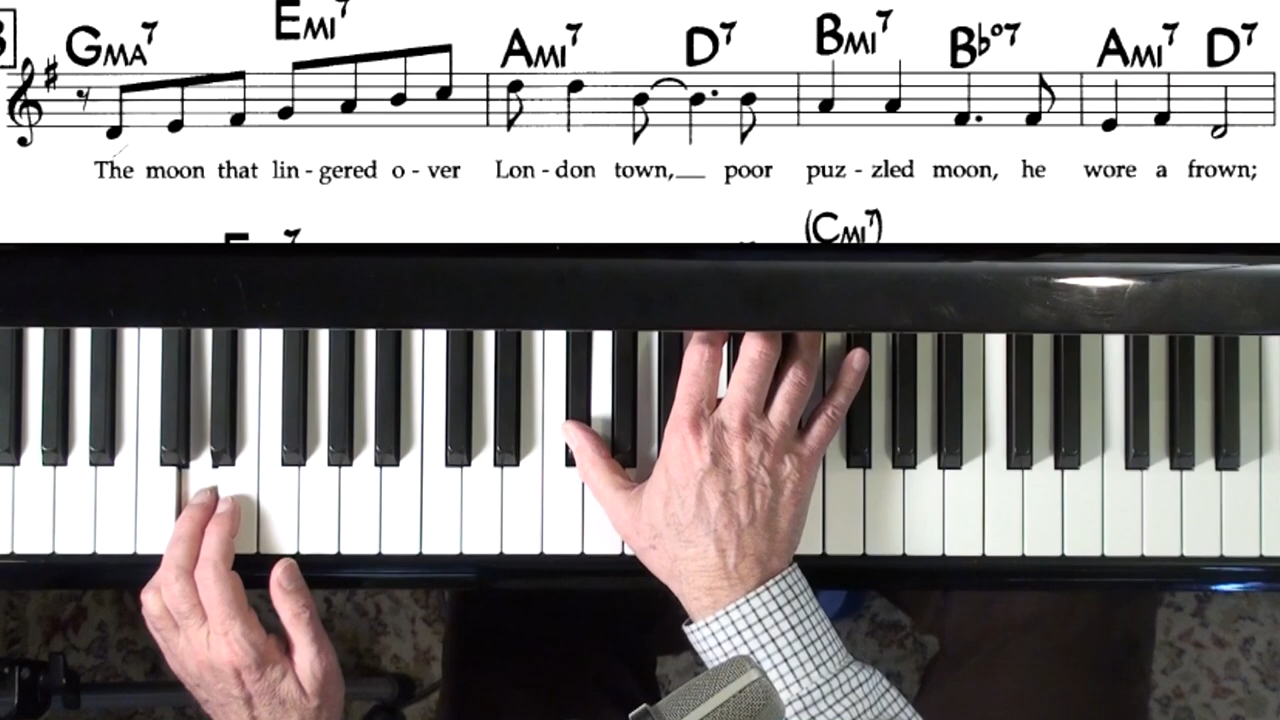 GMA7 EMI7 AMI7 D7 BMI7 Bb°7 AMI7 D7
The moon that lin-gered o-ver Lon-don town, poor puz-zled moon, he wore a frown;
(CMI7)